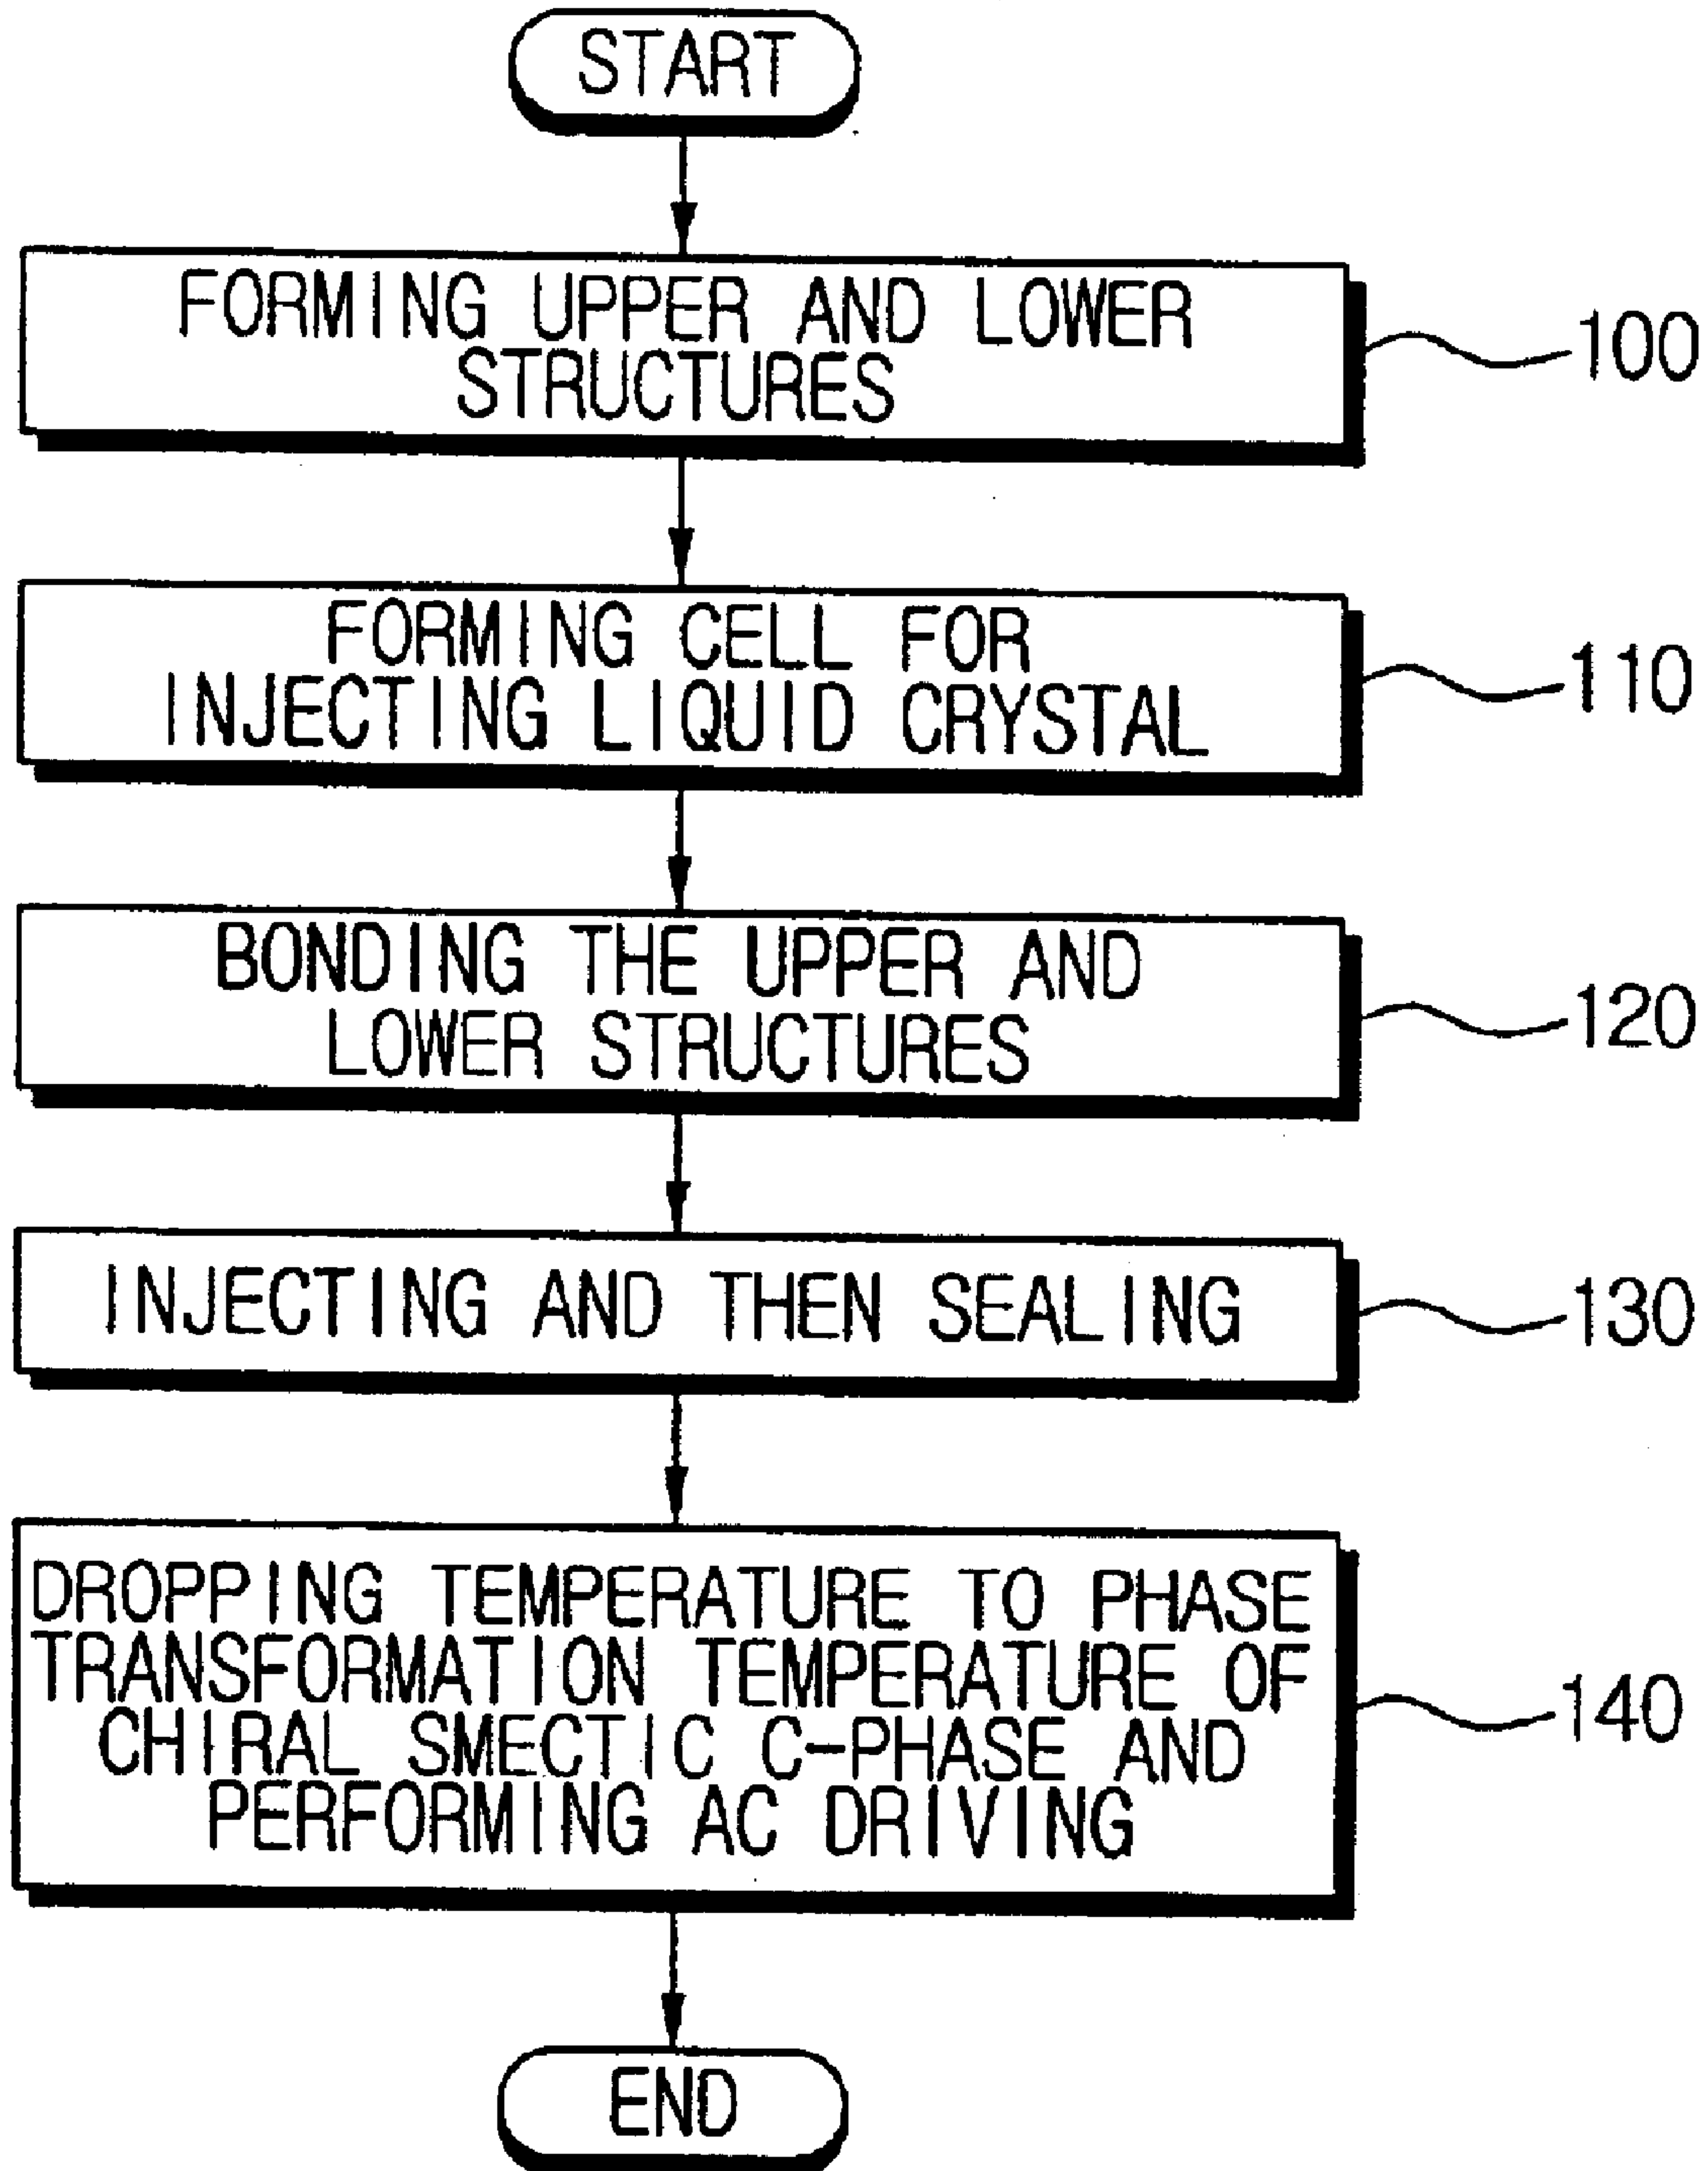 START
FORMING UPPER AND LOWER
STRUCTURES
100
FORMING CELL FOR
INJECTING LIQUID CRYSTAL
110
BONDING THE UPPER AND
LOWER STRUCTURES
120
INJECTING AND THEN SEALING
130
DROPPING TEMPERATURE TO PHASE
TRANSFORMATION TEMPERATURE OF
CHIRAL SMECTIC C-PHASE AND
PERFORMING AC DRIVING
140
END